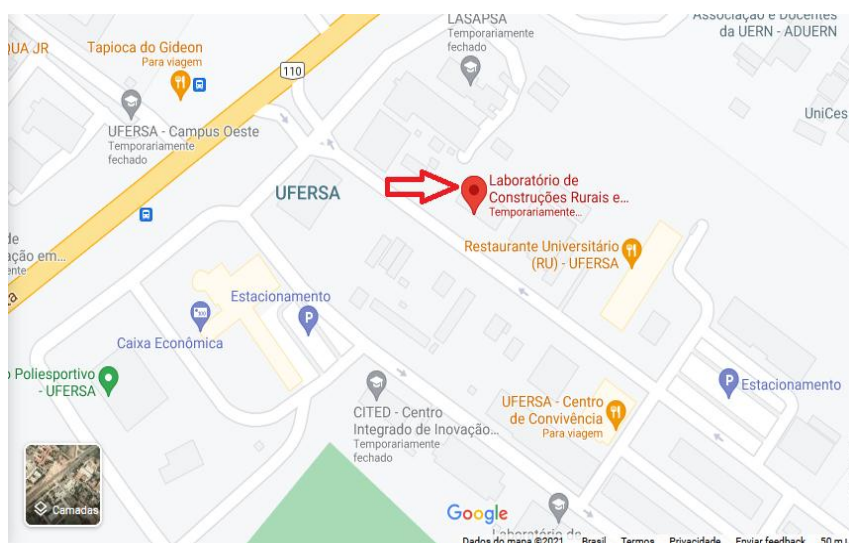 LASAPSA
Temporariamente
fechado
Associação e Docentes
da UERN - ADUERN
QUA JR
Tapioca do Gideon
Para viagem
110
UniCes
UFERSA - Campus Oeste
Temporariamente
fechado
UFERSA
Laboratório de
Construções Rurais e...
Temporariamente...
de
ação em...
ente
Restaurante Universitário
(RU) - UFERSA
Estacionamento
P
Caixa Econômica
Poliesportivo
- UFERSA
CITED - Centro
Integrado de Inovação...
Temporariamente
fechado
UFERSA - Centro
de Convivência
Para viagem
P
Estacionamento
Camadas
Google
Laboratório de
Dados do mapa ©2021 Brasil Termos Privacidade Enviar feedback 50 m